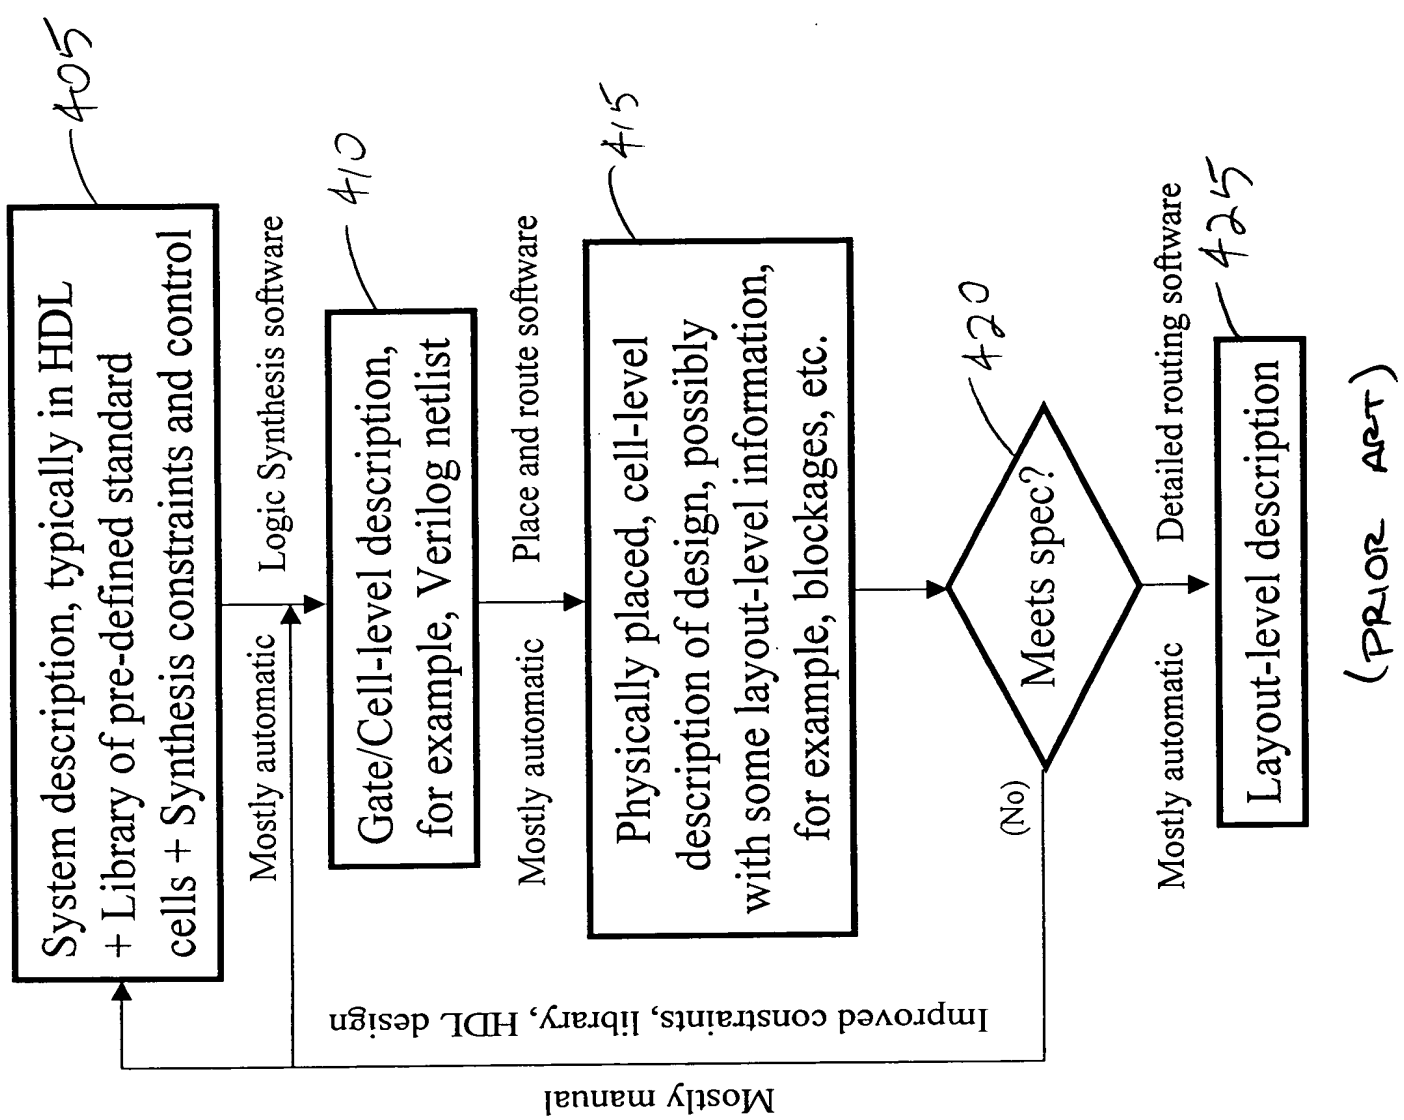 System description, typically in HDL
+ Library of pre-defined standard
cells + Synthesis constraints and control
405
Mostly automatic
Logic Synthesis software
Gate/Cell-level description,
for example, Verilog netlist
410
Mostly automatic
Place and route software
Physically placed, cell-level
description of design, possibly
with some layout-level information,
for example, blockages, etc.
415
Meets spec?
420
(No)
Improved constraints, library, HDL design
Mostly manual
Mostly automatic
Detailed routing software
Layout-level description
425
(PRIOR ART)